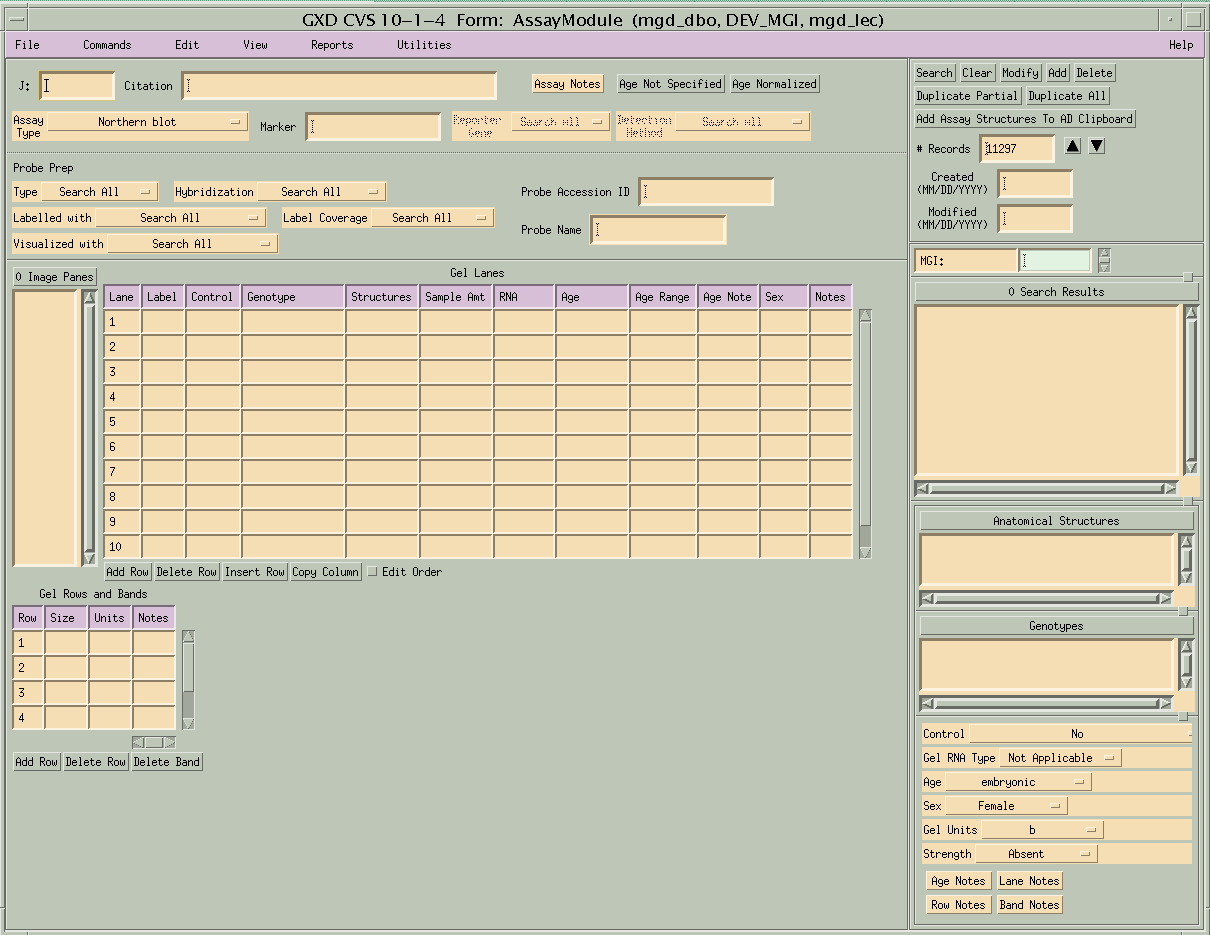 GXD CVS 10-1-4 Form: AssayModule (mgd_dbo, DEV_MGI, mgd_lec)
File Commands Edit View Reports Utilities Help
J: Citation Assay Notes Age Not Specified Age Normalized
Assay Type Northern blot Marker Reporter Gene Search All Detection Method Search All
Probe Prep
Type Search All Hybridization Search All Probe Accession ID
Labelled with Search All Label Coverage Search All
Probe Name
Visualized with Search All
0 Image Panes
Gel Lanes
Lane Label Control Genotype Structures Sample Amt RNA Age Age Range Age Note Sex Notes
1
2
3
4
5
6
7
8
9
10
Add Row Delete Row Insert Row Copy Column Edit Order
Gel Rows and Bands
Row Size Units Notes
1
2
3
4
Add Row Delete Row Delete Band
Search Clear Modify Add Delete
Duplicate Partial Duplicate All
Add Assay Structures To AD Clipboard
# Records 11297
Created
(MM/DD/YYYY)
Modified
(MM/DD/YYYY)
MGI:
0 Search Results
Anatomical Structures
Genotypes
Control No
Gel RNA Type Not Applicable
Age embryonic
Sex Female
Gel Units b
Strength Absent
Age Notes Lane Notes
Row Notes Band Notes